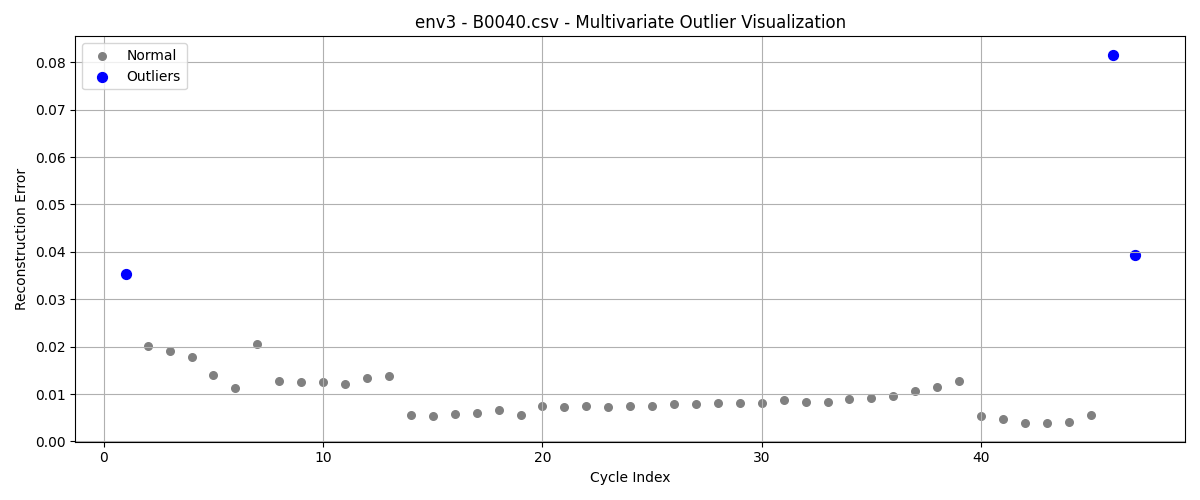 env3 - B0040.csv - Multivariate Outlier Visualization
Normal
Outliers
Reconstruction Error
0.08
0.07
0.06
0.05
0.04
0.03
0.02
0.01
0.00
0 10 20 30 40
Cycle Index